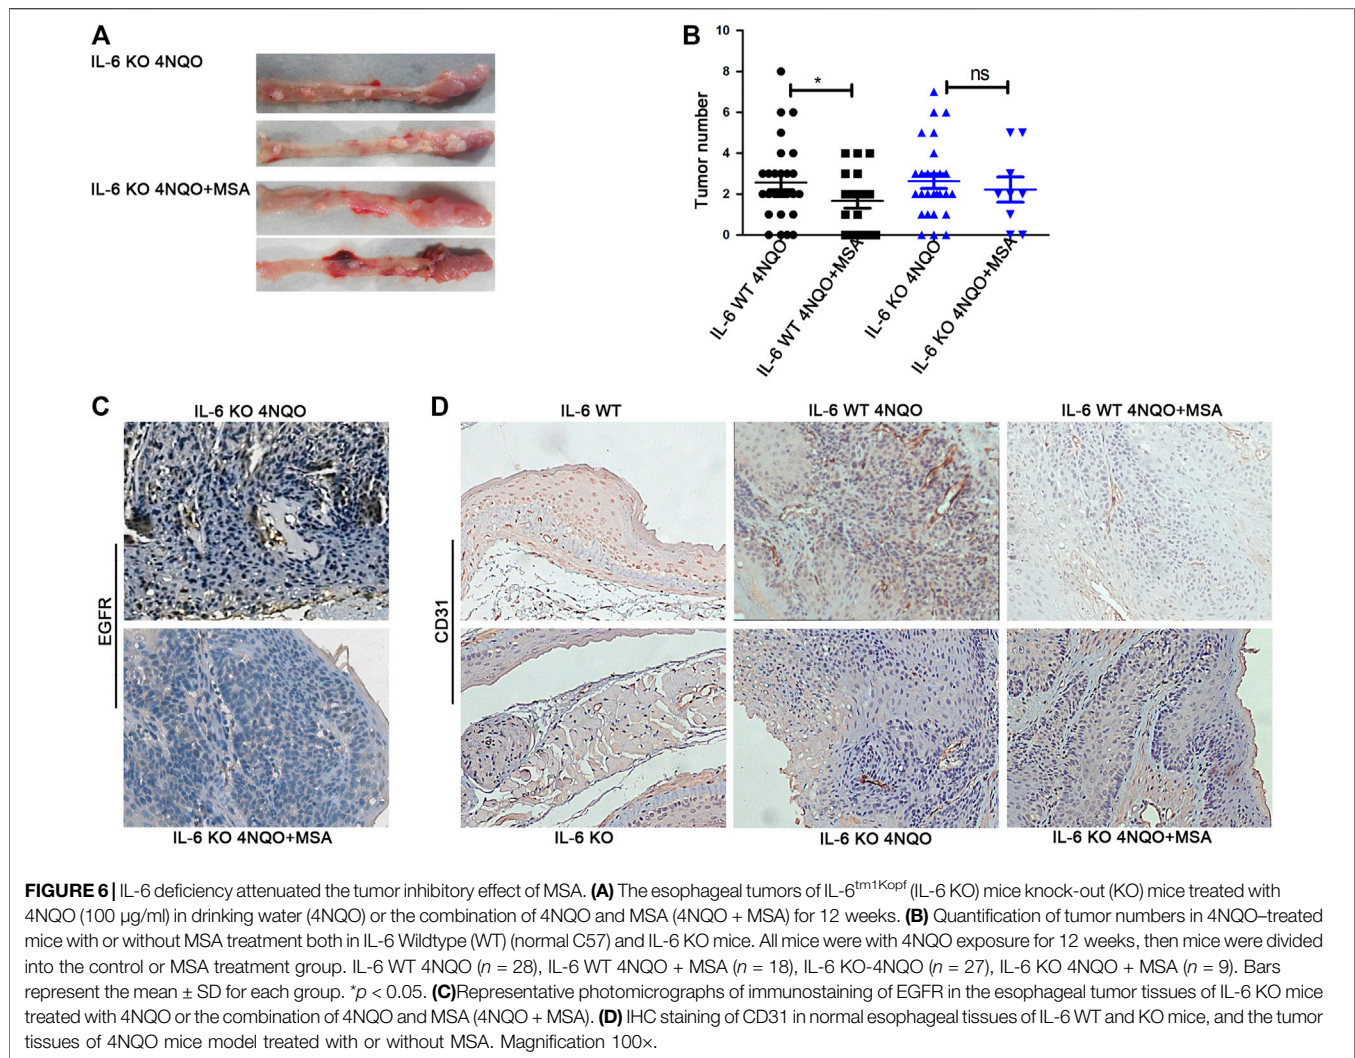 A
IL-6 KO 4NQO
IL-6 KO 4NQO+MSA
B
Tumor number
10
8
6
4
2
0
*
ns
IL-6 WT 4NQO
IL-6 WT 4NQO+MSA
IL-6 KO 4NQO
IL-6 KO 4NQO+MSA
C
IL-6 KO 4NQO
EGFR
IL-6 KO 4NQO+MSA
D
IL-6 WT
IL-6 WT 4NQO
IL-6 WT 4NQO+MSA
CD31
IL-6 KO
IL-6 KO 4NQO
IL-6 KO 4NQO+MSA
FIGURE 6 | IL-6 deficiency attenuated the tumor inhibitory effect of MSA. (A) The esophageal tumors of IL-6tm1Kopf (IL-6 KO) mice knock-out (KO) mice treated with
4NQO (100 μg/ml) in drinking water (4NQO) or the combination of 4NQO and MSA (4NQO + MSA) for 12 weeks. (B) Quantification of tumor numbers in 4NQO–treated
mice with or without MSA treatment both in IL-6 Wildtype (WT) (normal C57) and IL-6 KO mice. All mice were with 4NQO exposure for 12 weeks, then mice were divided
into the control or MSA treatment group. IL-6 WT 4NQO (n = 28), IL-6 WT 4NQO + MSA (n = 18), IL-6 KO-4NQO (n = 27), IL-6 KO 4NQO + MSA (n = 9). Bars
represent the mean ± SD for each group. *p < 0.05. (C)Representative photomicrographs of immunostaining of EGFR in the esophageal tumor tissues of IL-6 KO mice
treated with 4NQO or the combination of 4NQO and MSA (4NQO + MSA). (D) IHC staining of CD31 in normal esophageal tissues of IL-6 WT and KO mice, and the tumor
tissues of 4NQO mice model treated with or without MSA. Magnification 100×.